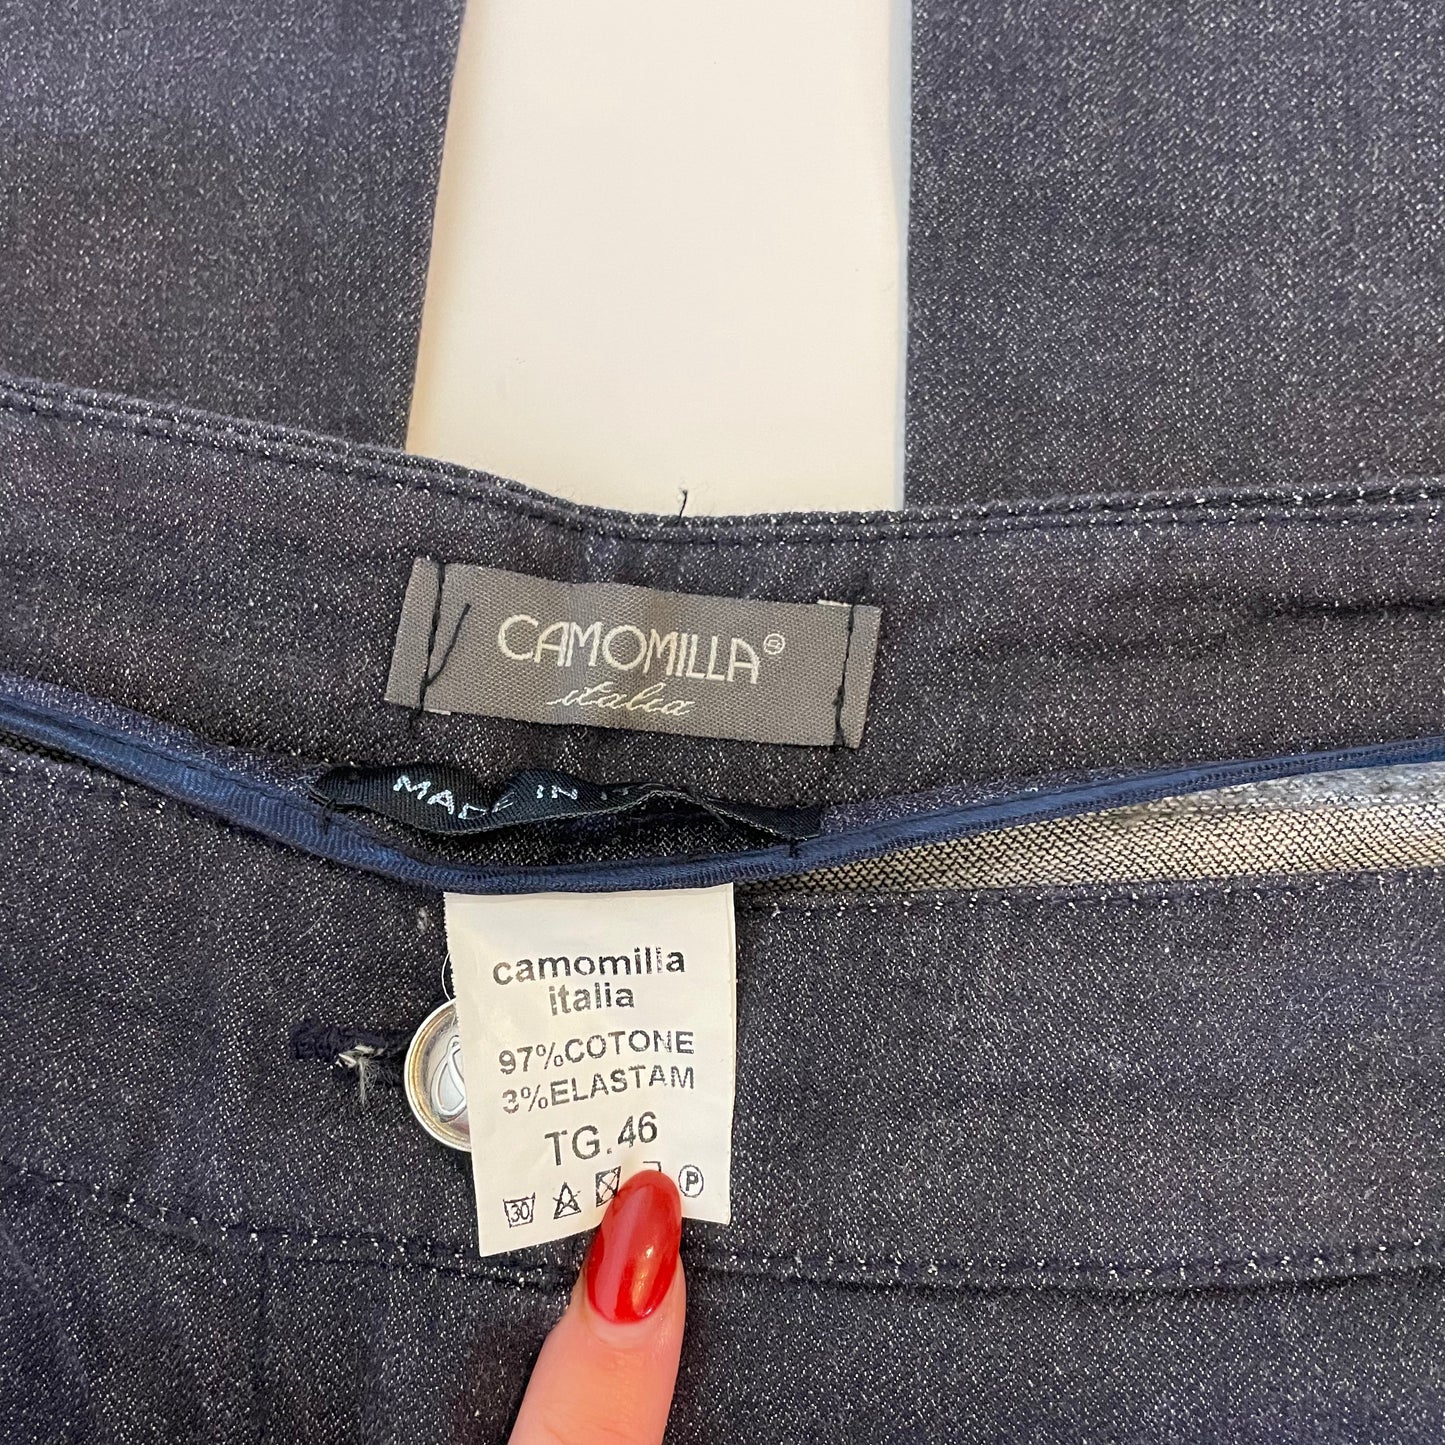 CAMOMILLA®
italia
MADE IN
camomilla
italia
97%COTONE
3%ELASTAM
TG.46
30 A P